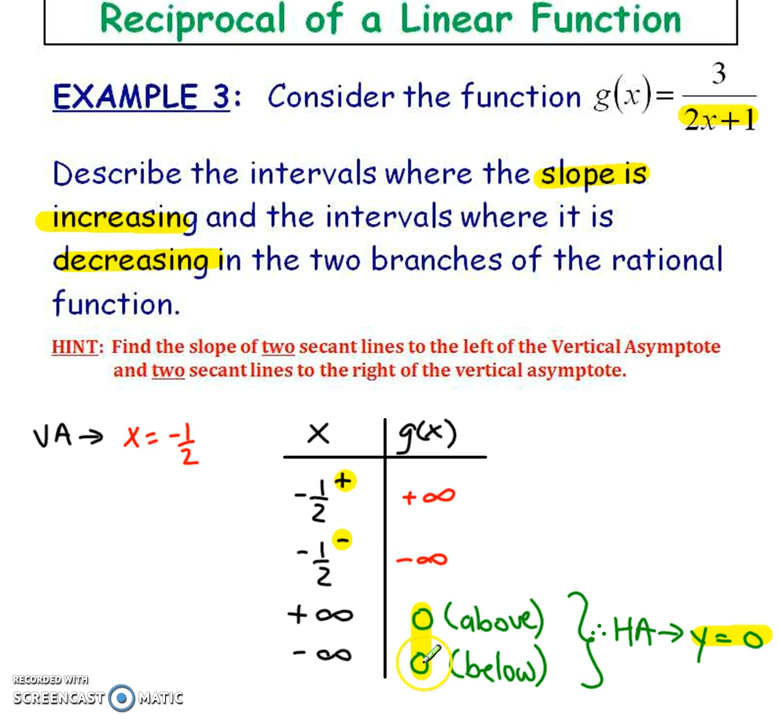 Reciprocal of a Linear Function
EXAMPLE 3: Consider the function g(x)= 3/(2x+1)
Describe the intervals where the slope is
increasing and the intervals where it is
decreasing in the two branches of the rational
function.
HINT: Find the slope of two secant lines to the left of the Vertical Asymptote
and two secant lines to the right of the vertical asymptote.
VA → x = -1/2
x g(x)
-1/2⁺ +∞
-1/2⁻ -∞
+∞ 0 (above)
-∞ 0 (below)
∴ HA → y = 0
RECORDED WITH
SCREENCAST MATIC